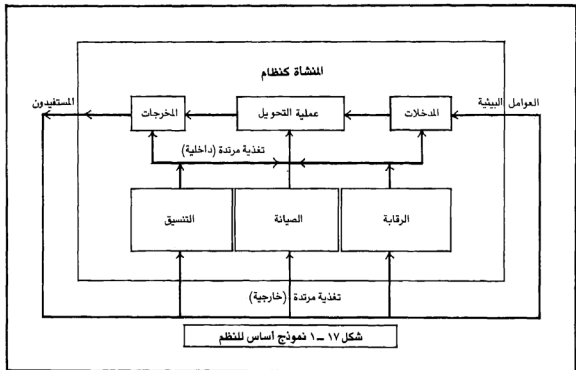 المنشأة كنظام
العوامل البيئية
المدخلات
عملية التحويل
المخرجات
المستفيدون
تغذية مرتدة (داخلية)
الرقابة
الصيانة
التنسيق
تغذية مرتدة (خارجية)
شكل ١٧ – ١ نموذج أساس للنظم